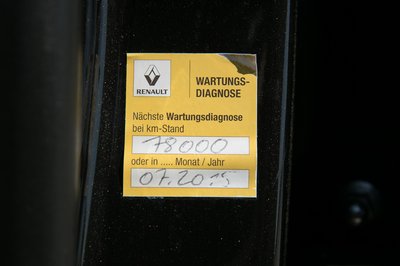 RENAULT
WARTUNGS-
DIAGNOSE
Nächste Wartungsdiagnose
bei km-Stand
78000
oder in ..... Monat / Jahr
07.2015